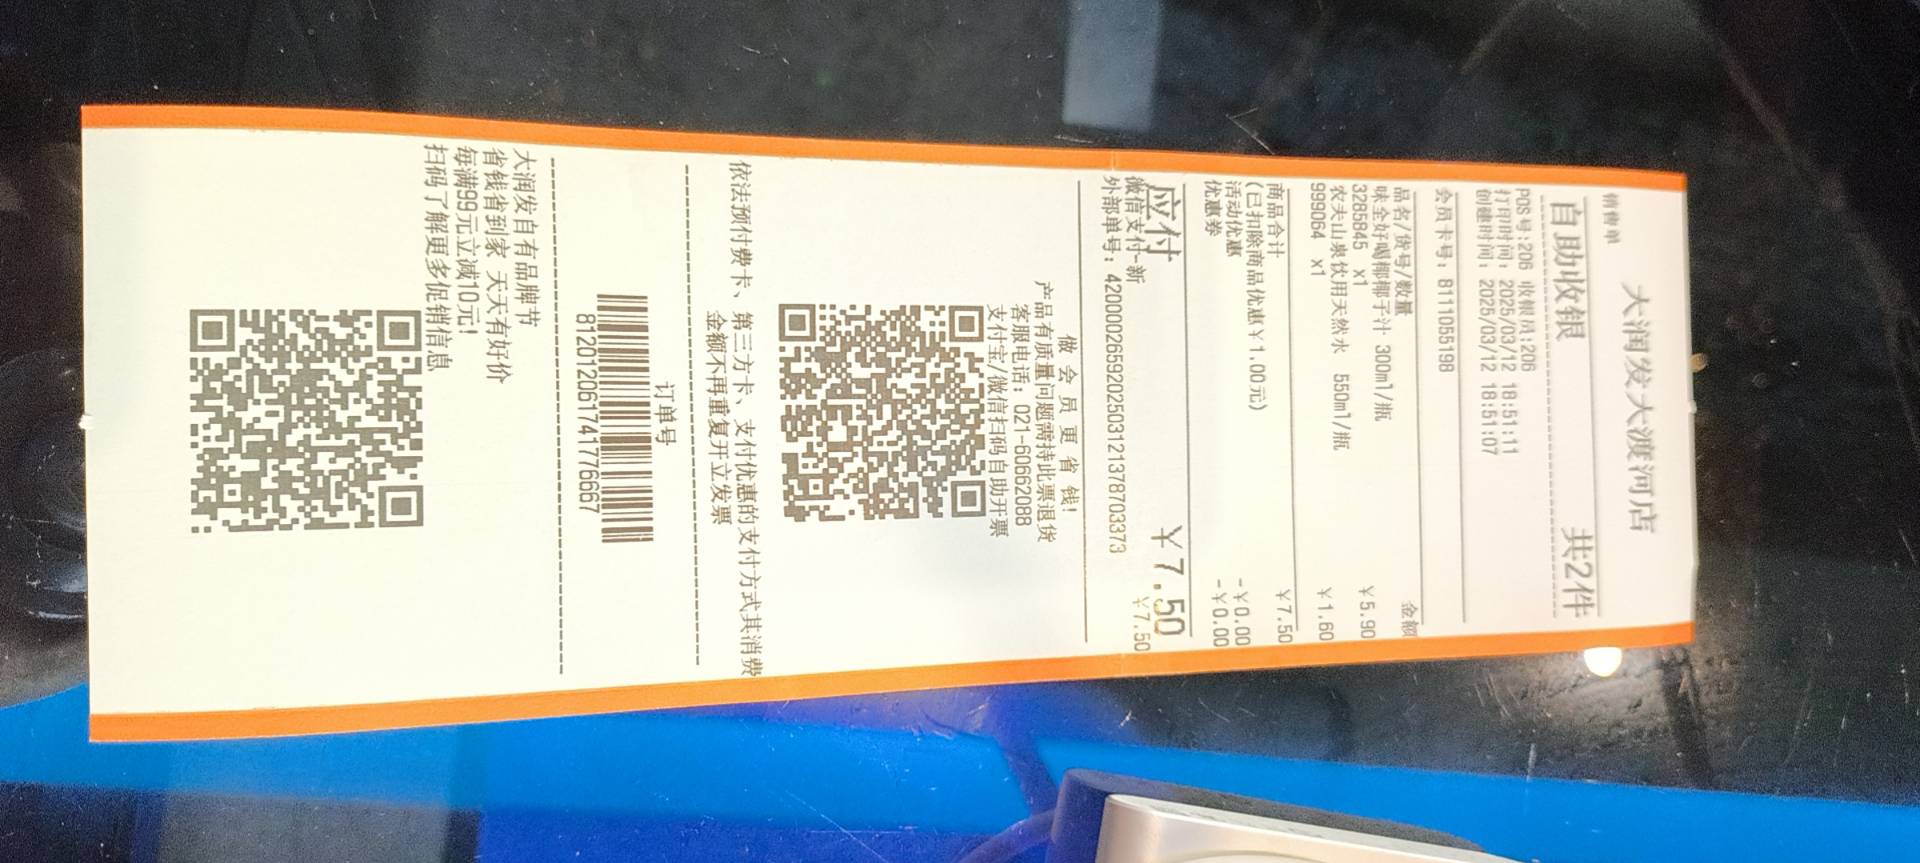 大润发大渡河店
销售单
自助收银 共2件
POS号:206 收银员:206
打印时间: 2025/03/12 18:51:11
创建时间: 2025/03/12 18:51:07
会员卡号: 8111055198
品名/货号/数量 金额
味全好喝椰椰子汁 300ml/瓶
3285845 x1 ¥5.90
农夫山泉饮用天然水 550ml/瓶
999064 x1 ¥1.60
商品合计 ¥7.50
(已扣除商品优惠¥1.00元)
活动优惠 -¥0.00
优惠券 -¥0.00
应付 ¥7.50
微信支付-新 ¥7.50
外部单号: 4200002659202503121378703373
做会员更省钱!
产品有质量问题需持此票退货
客服电话: 021-60662088
支付宝/微信扫码自助开票
依法预付费卡、第三方卡、支付优惠的支付方式其消费
金额不再重复开立发票
订单号
812012061741776667
大润发自有品牌节
省钱省到家 天天有好价
每满99元立减10元!
扫码了解更多促销信息